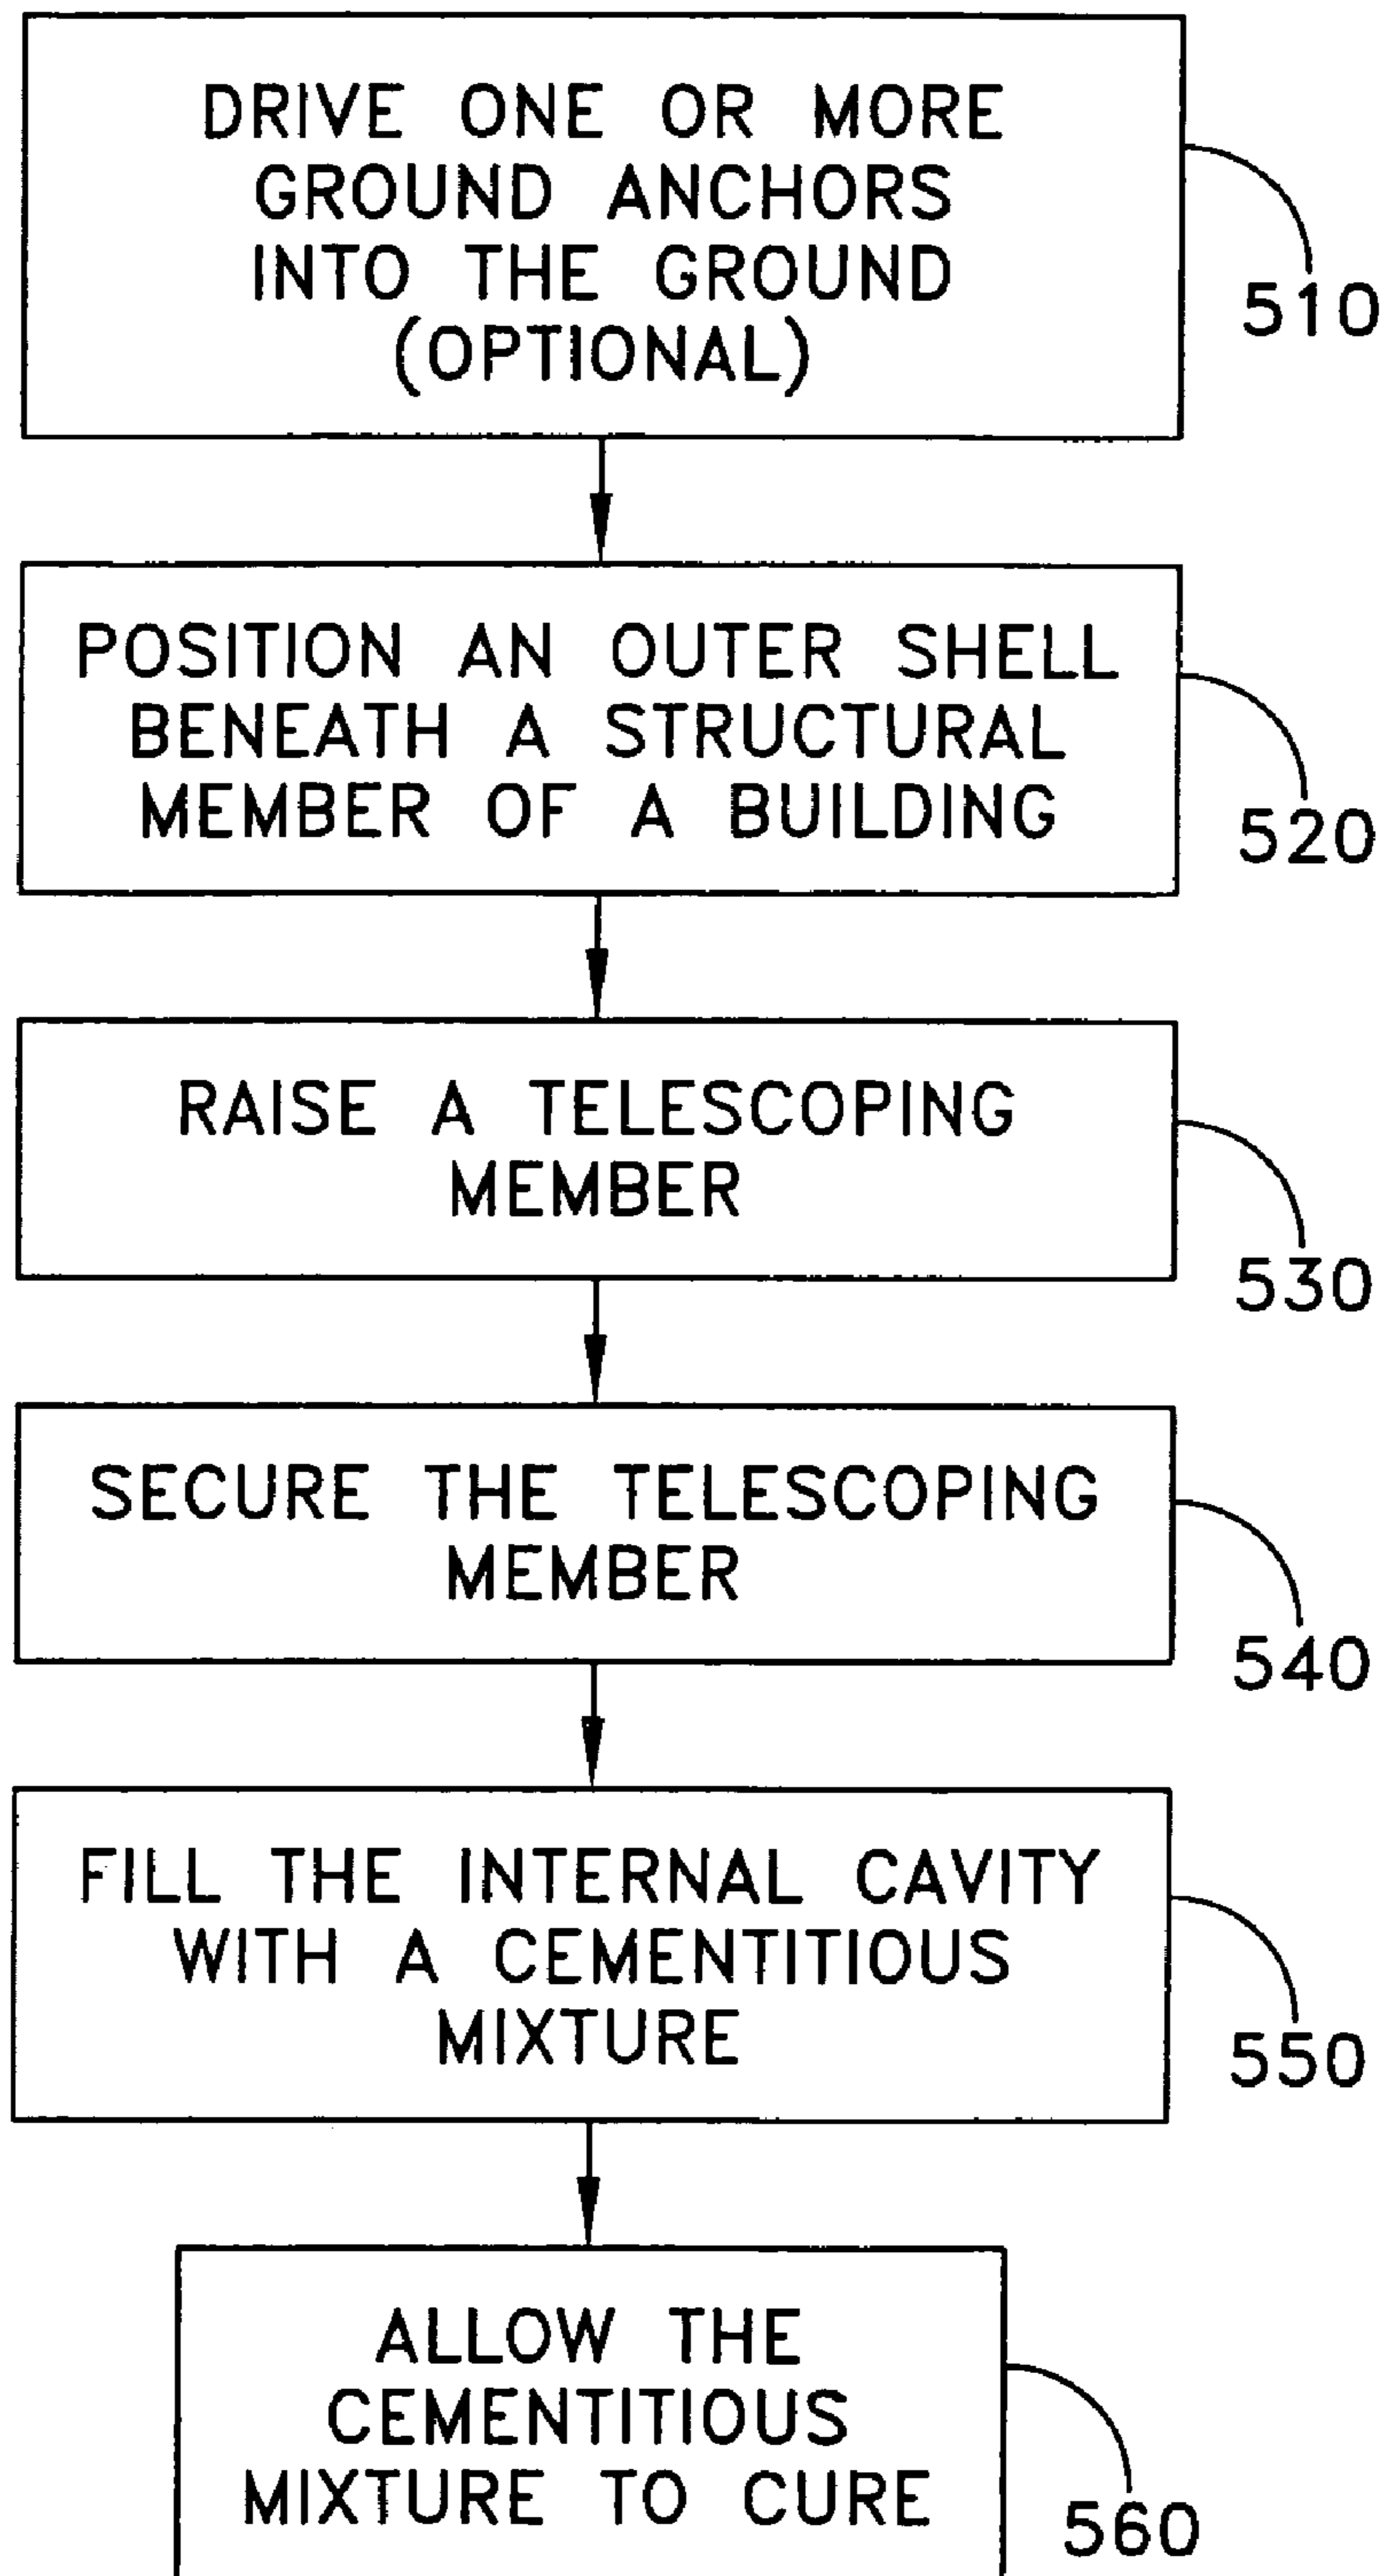 DRIVE ONE OR MORE
GROUND ANCHORS
INTO THE GROUND
(OPTIONAL)
510
POSITION AN OUTER SHELL
BENEATH A STRUCTURAL
MEMBER OF A BUILDING
520
RAISE A TELESCOPING
MEMBER
530
SECURE THE TELESCOPING
MEMBER
540
FILL THE INTERNAL CAVITY
WITH A CEMENTITIOUS
MIXTURE
550
ALLOW THE
CEMENTITIOUS
MIXTURE TO CURE
560